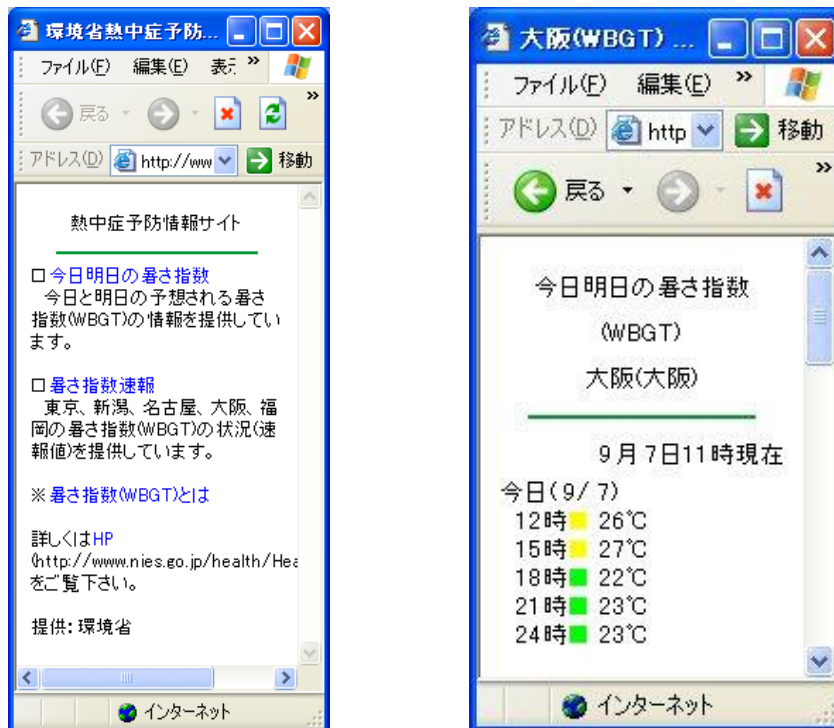 環境省熱中症予防...
ファイル(F) 編集(E) 表示 »
戻る »
アドレス(D) http://www 移動
熱中症予防情報サイト
□ 今日明日の暑さ指数
今日と明日の予想される暑さ
指数(WBGT)の情報を提供してい
ます。
□ 暑さ指数速報
東京、新潟、名古屋、大阪、福
岡の暑さ指数(WBGT)の状況(速
報値)を提供しています。
※ 暑さ指数(WBGT)とは
詳しくはHP
(http://www.nies.go.jp/health/Hea
をご覧下さい。
提供: 環境省
インターネット
大阪(WBGT) ...
ファイル(F) 編集(E) »
アドレス(D) http 移動
戻る »
今日明日の暑さ指数
(WBGT)
大阪(大阪)
9月7日11時現在
今日(9/7)
12時 26℃
15時 27℃
18時 22℃
21時 23℃
24時 23℃
インターネット